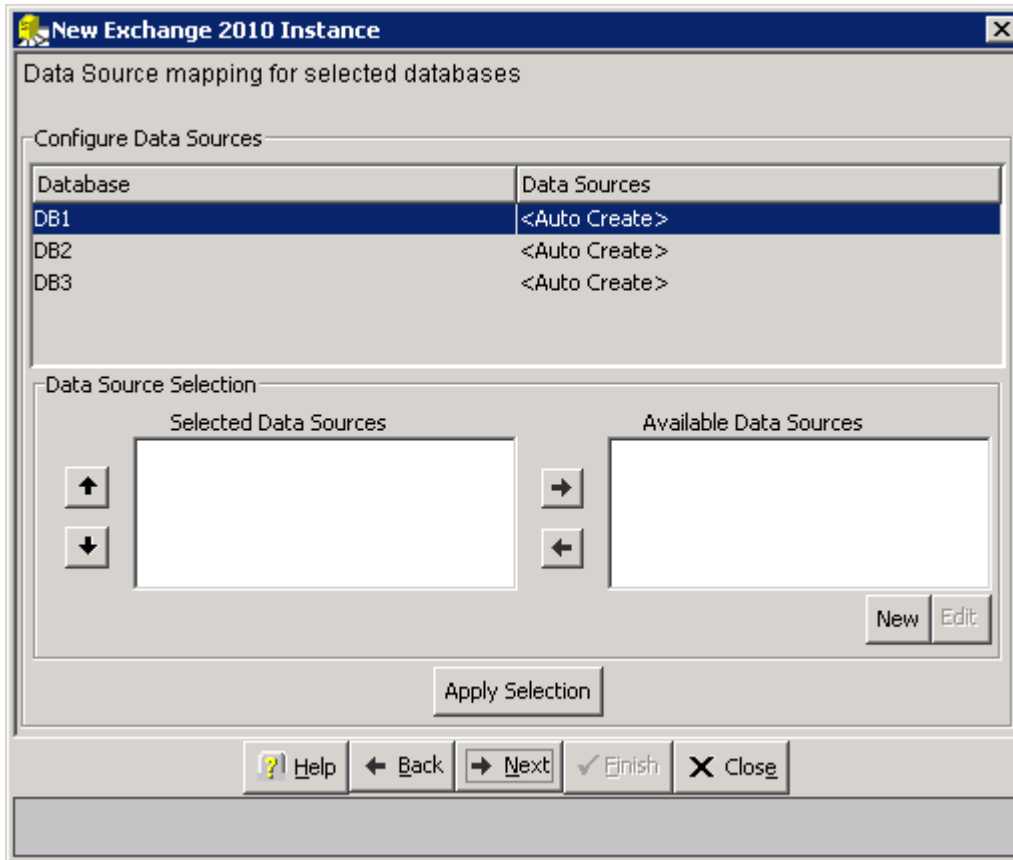 New Exchange 2010 Instance
Data Source mapping for selected databases
Configure Data Sources
Database Data Sources
DB1 <Auto Create>
DB2 <Auto Create>
DB3 <Auto Create>
Data Source Selection
Selected Data Sources Available Data Sources
New Edit
Apply Selection
Help Back Next Finish Close